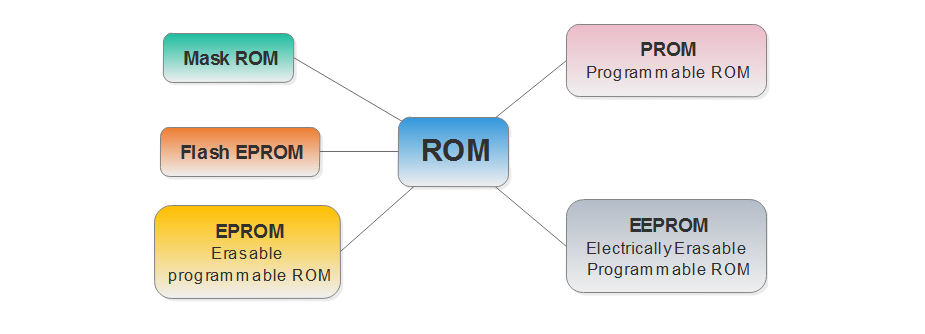 Mask ROM
Flash EPROM
EPROM
Erasable
programmable ROM
ROM
PROM
Programmable ROM
EEPROM
Electrically Erasable
Programmable ROM